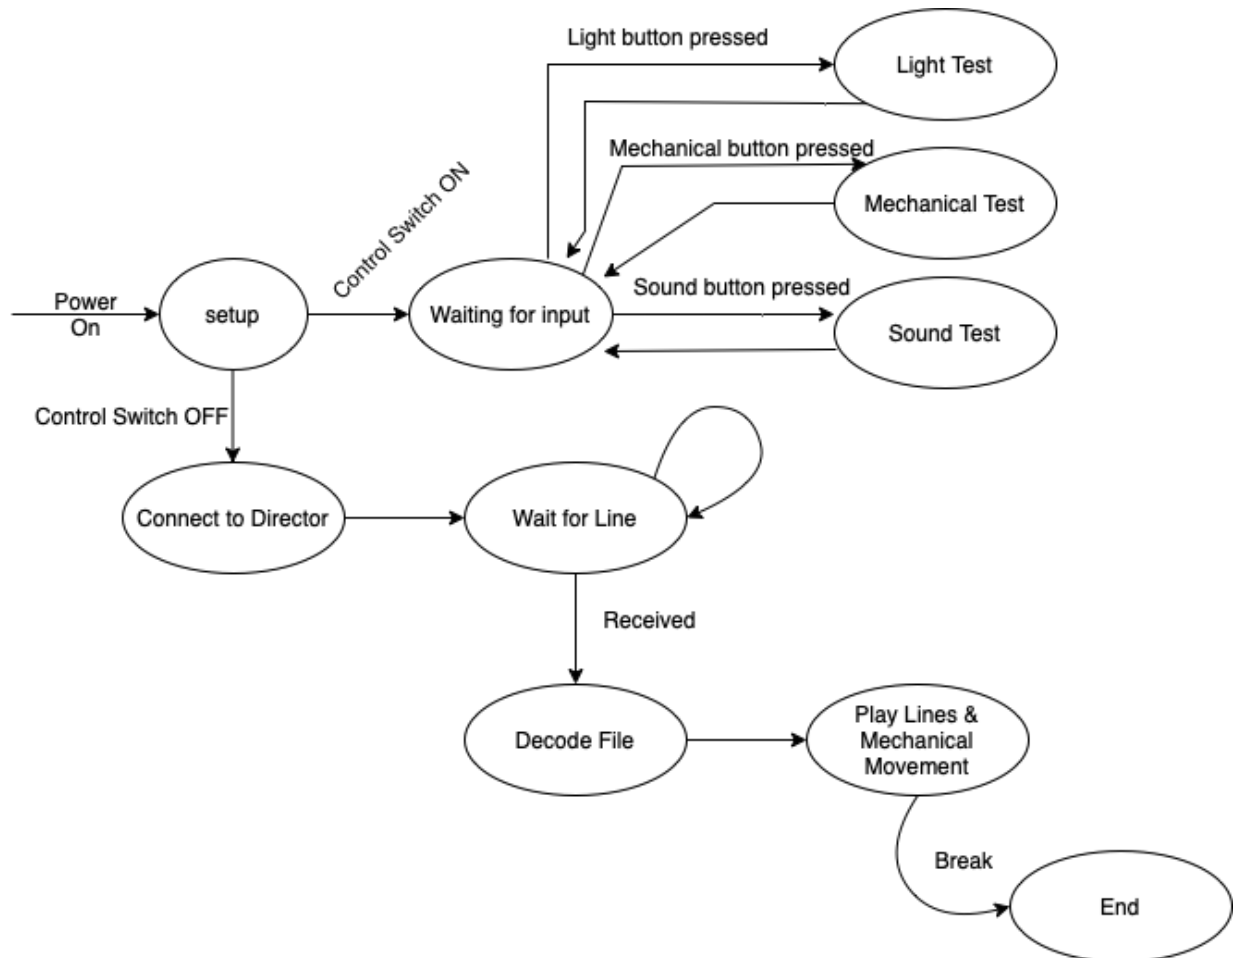 Light button pressed
Light Test
Mechanical button pressed
Mechanical Test
Control Switch ON
Sound button pressed
Power
On
setup
Waiting for input
Sound Test
Control Switch OFF
Connect to Director
Wait for Line
Received
Decode File
Play Lines &
Mechanical
Movement
Break
End